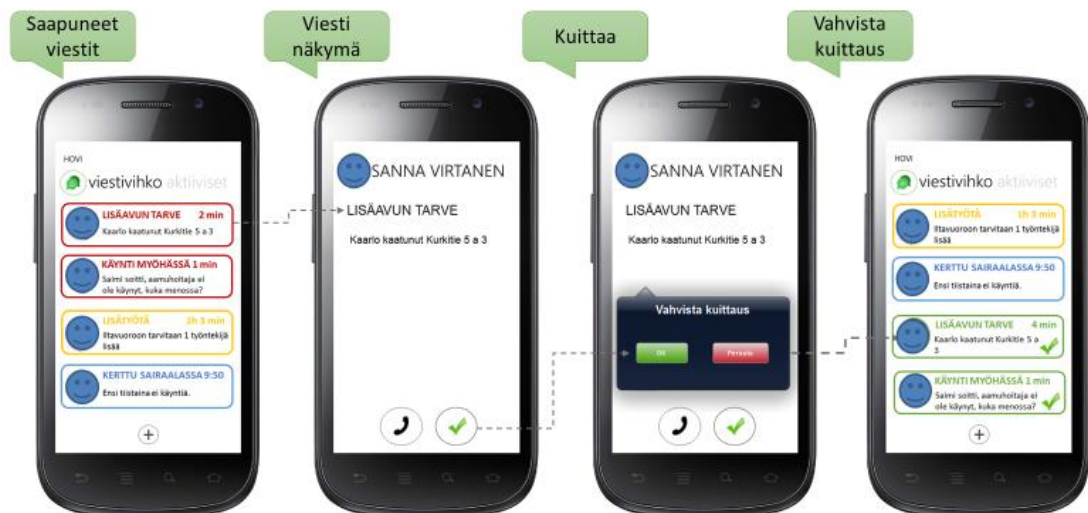 Saapuneet
viestit
Viesti
näkymä
Kuittaa
Vahvista
kuittaus
HOVI
viestivihko aktiiviset
LISÄAVUN TARVE 2 min
Kaarlo kaatunut Kurkitie 5 a 3
KÄYNTI MYÖHÄSSÄ 1 min
Salmi soitti, aamuhoitaja ei
ole käynyt, kuka menossa?
LISÄTYÖTÄ 1h 3 min
Iltavuoroon tarvitaan 1 työntekijä
lisää
KERTTU SAIRAALASSA 9:50
Ensi tiistaina ei käyntiä.
SANNA VIRTANEN
LISÄAVUN TARVE
Kaarlo kaatunut Kurkitie 5 a 3
SANNA VIRTANEN
LISÄAVUN TARVE
Kaarlo kaatunut Kurkitie 5 a 3
Vahvista kuittaus
OK
Peruuta
HOVI
viestivihko aktiiviset
LISÄTYÖTÄ 1h 3 min
Iltavuoroon tarvitaan 1 työntekijä
lisää
KERTTU SAIRAALASSA 9:50
Ensi tiistaina ei käyntiä.
LISÄAVUN TARVE 4 min
Kaarlo kaatunut Kurkitie 5 a
3
KÄYNTI MYÖHÄSSÄ 1 min
Salmi soitti, aamuhoitaja ei
ole käynyt, kuka menossa?